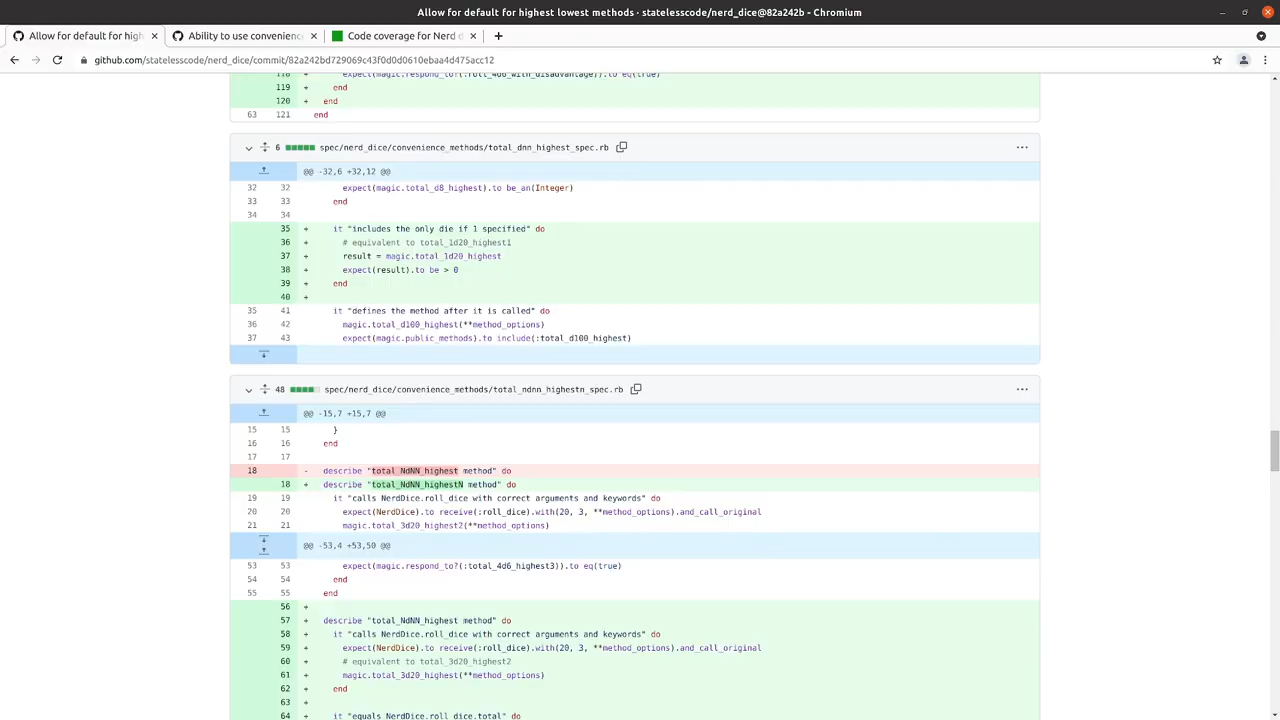 Allow for default for highest lowest methods · statelesscode/nerd_dice@82a242b - Chromium
Allow for default for high
Ability to use convenienc
Code coverage for Nerd d
github.com/statelesscode/nerd_dice/commit/82a242bd729069c43f0d0d0610ebaa4d475acc12
118 + expect(magic.respond_to?(:roll_4d6_with_disadvantage)).to eq(true)
119 + end
120 + end
63 121 end
6 spec/nerd_dice/convenience_methods/total_dnn_highest_spec.rb
@@ -32,6 +32,12 @@
32 32 expect(magic.total_d8_highest).to be_an(Integer)
33 33 end
34 34
35 + it "includes the only die if 1 specified" do
36 + # equivalent to total_1d20_highest1
37 + result = magic.total_1d20_highest
38 + expect(result).to be > 0
39 + end
40 +
35 41 it "defines the method after it is called" do
36 42 magic.total_d100_highest(**method_options)
37 43 expect(magic.public_methods).to include(:total_d100_highest)
48 spec/nerd_dice/convenience_methods/total_ndnn_highestn_spec.rb
@@ -15,7 +15,7 @@
15 15 }
16 16 end
17 17
18 - describe "total_NdNN_highest method" do
18 + describe "total_NdNN_highestN method" do
19 19 it "calls NerdDice.roll_dice with correct arguments and keywords" do
20 20 expect(NerdDice).to receive(:roll_dice).with(20, 3, **method_options).and_call_original
21 21 magic.total_3d20_highest2(**method_options)
@@ -53,4 +53,50 @@
53 53 expect(magic.respond_to?(:total_4d6_highest3)).to eq(true)
54 54 end
55 55 end
56 +
57 + describe "total_NdNN_highest method" do
58 + it "calls NerdDice.roll_dice with correct arguments and keywords" do
59 + expect(NerdDice).to receive(:roll_dice).with(20, 3, **method_options).and_call_original
60 + # equivalent to total_3d20_highest2
61 + magic.total_3d20_highest(**method_options)
62 + end
63 +
64 + it "equals NerdDice.roll_dice.total" do